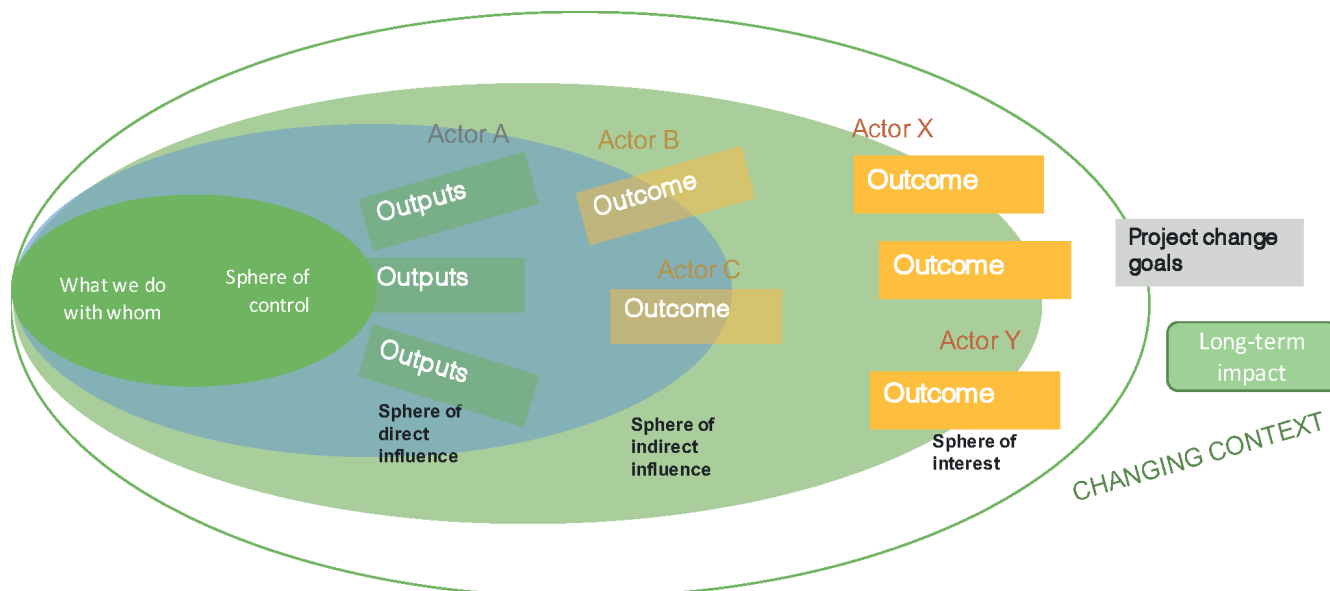 Actor A
Actor B
Actor X
Outputs
Outcome
Outcome
What we do
with whom
Sphere of
control
Outputs
Actor C
Outcome
Outcome
Project change
goals
Outputs
Actor Y
Outcome
Long-term
impact
Sphere of
direct
influence
Sphere of
indirect
influence
Sphere of
interest
CHANGING CONTEXT